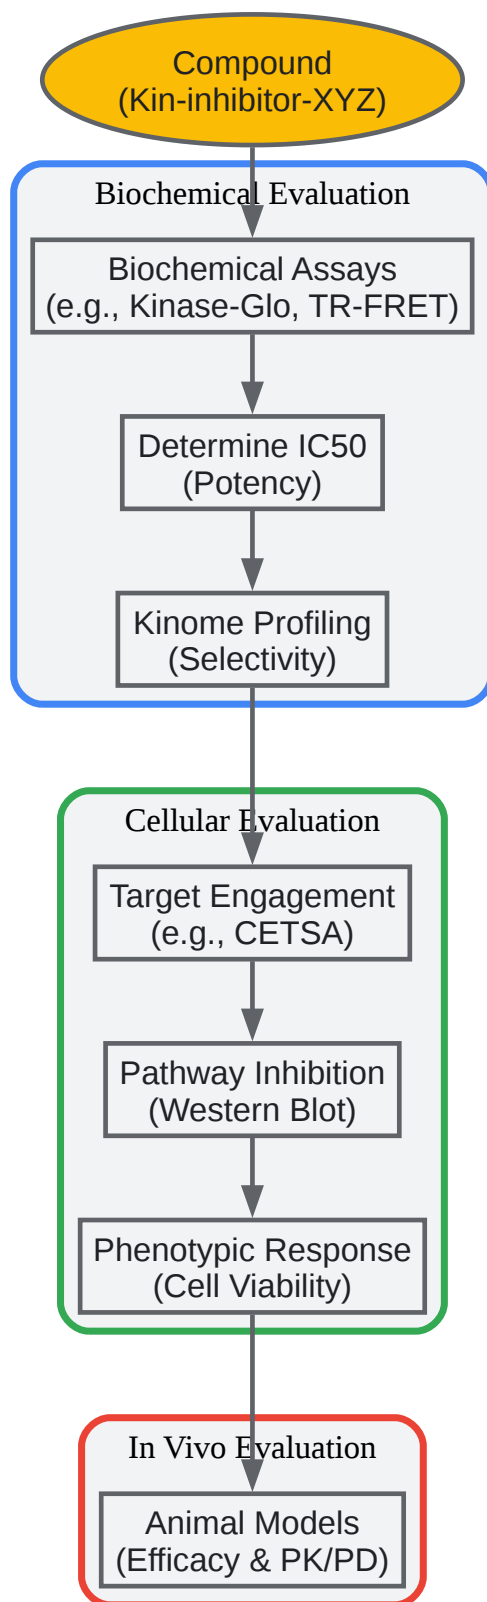 Compound
(Kin-inhibitor-XYZ)
Biochemical Evaluation
Biochemical Assays
(e.g., Kinase-Glo, TR-FRET)
Determine IC50
(Potency)
Kinome Profiling
(Selectivity)
Cellular Evaluation
Target Engagement
(e.g., CETSA)
Pathway Inhibition
(Western Blot)
Phenotypic Response
(Cell Viability)
In Vivo Evaluation
Animal Models
(Efficacy & PK/PD)